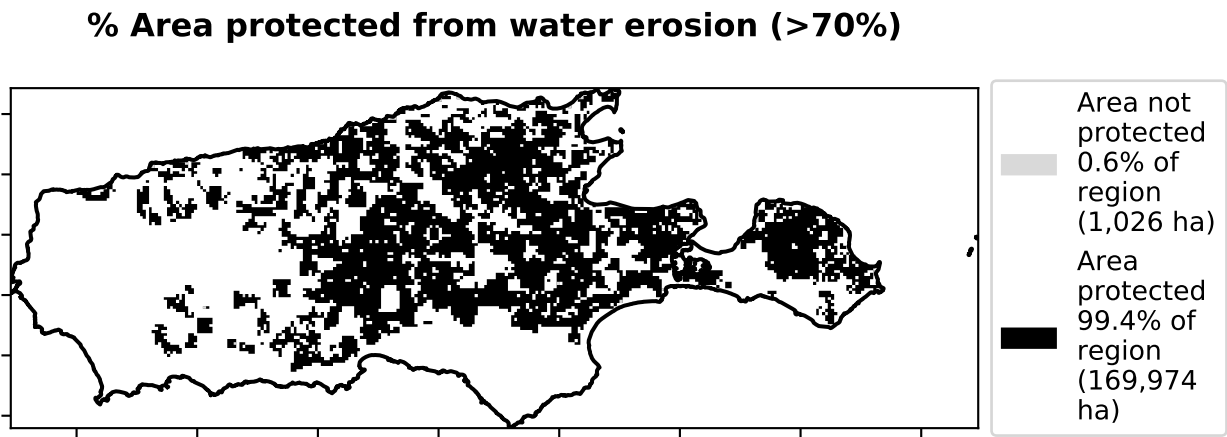 % Area protected from water erosion (>70%)
Area not
protected
0.6% of
region
(1,026 ha)
Area
protected
99.4% of
region
(169,974
ha)